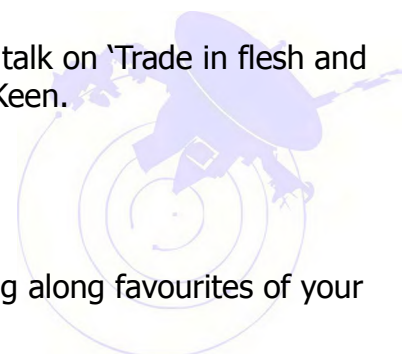 talk on ‘Trade in flesh and
Keen.
g along favourites of your